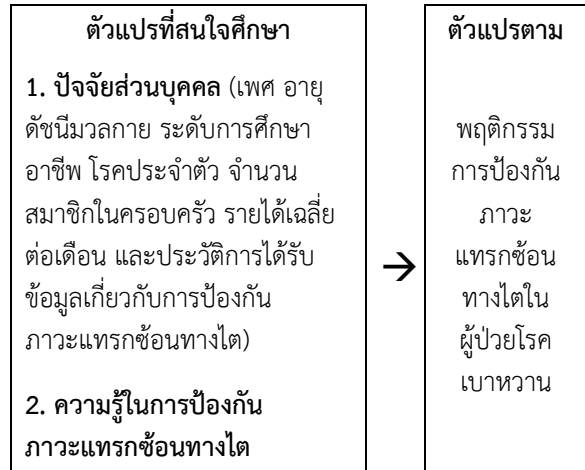 ตัวแปรที่สนใจศึกษา
1. ปัจจัยส่วนบุคคล (เพศ อายุ
ดัชนีมวลกาย ระดับการศึกษา
อาชีพ โรคประจำตัว จำนวน
สมาชิกในครอบครัว รายได้เฉลี่ย
ต่อเดือน และประวัติการได้รับ
ข้อมูลเกี่ยวกับการป้องกัน
ภาวะแทรกซ้อนทางไต)
2. ความรู้ในการป้องกัน
ภาวะแทรกซ้อนทางไต
→
ตัวแปรตาม
พฤติกรรม
การป้องกัน
ภาวะ
แทรกซ้อน
ทางไตใน
ผู้ป่วยโรค
เบาหวาน